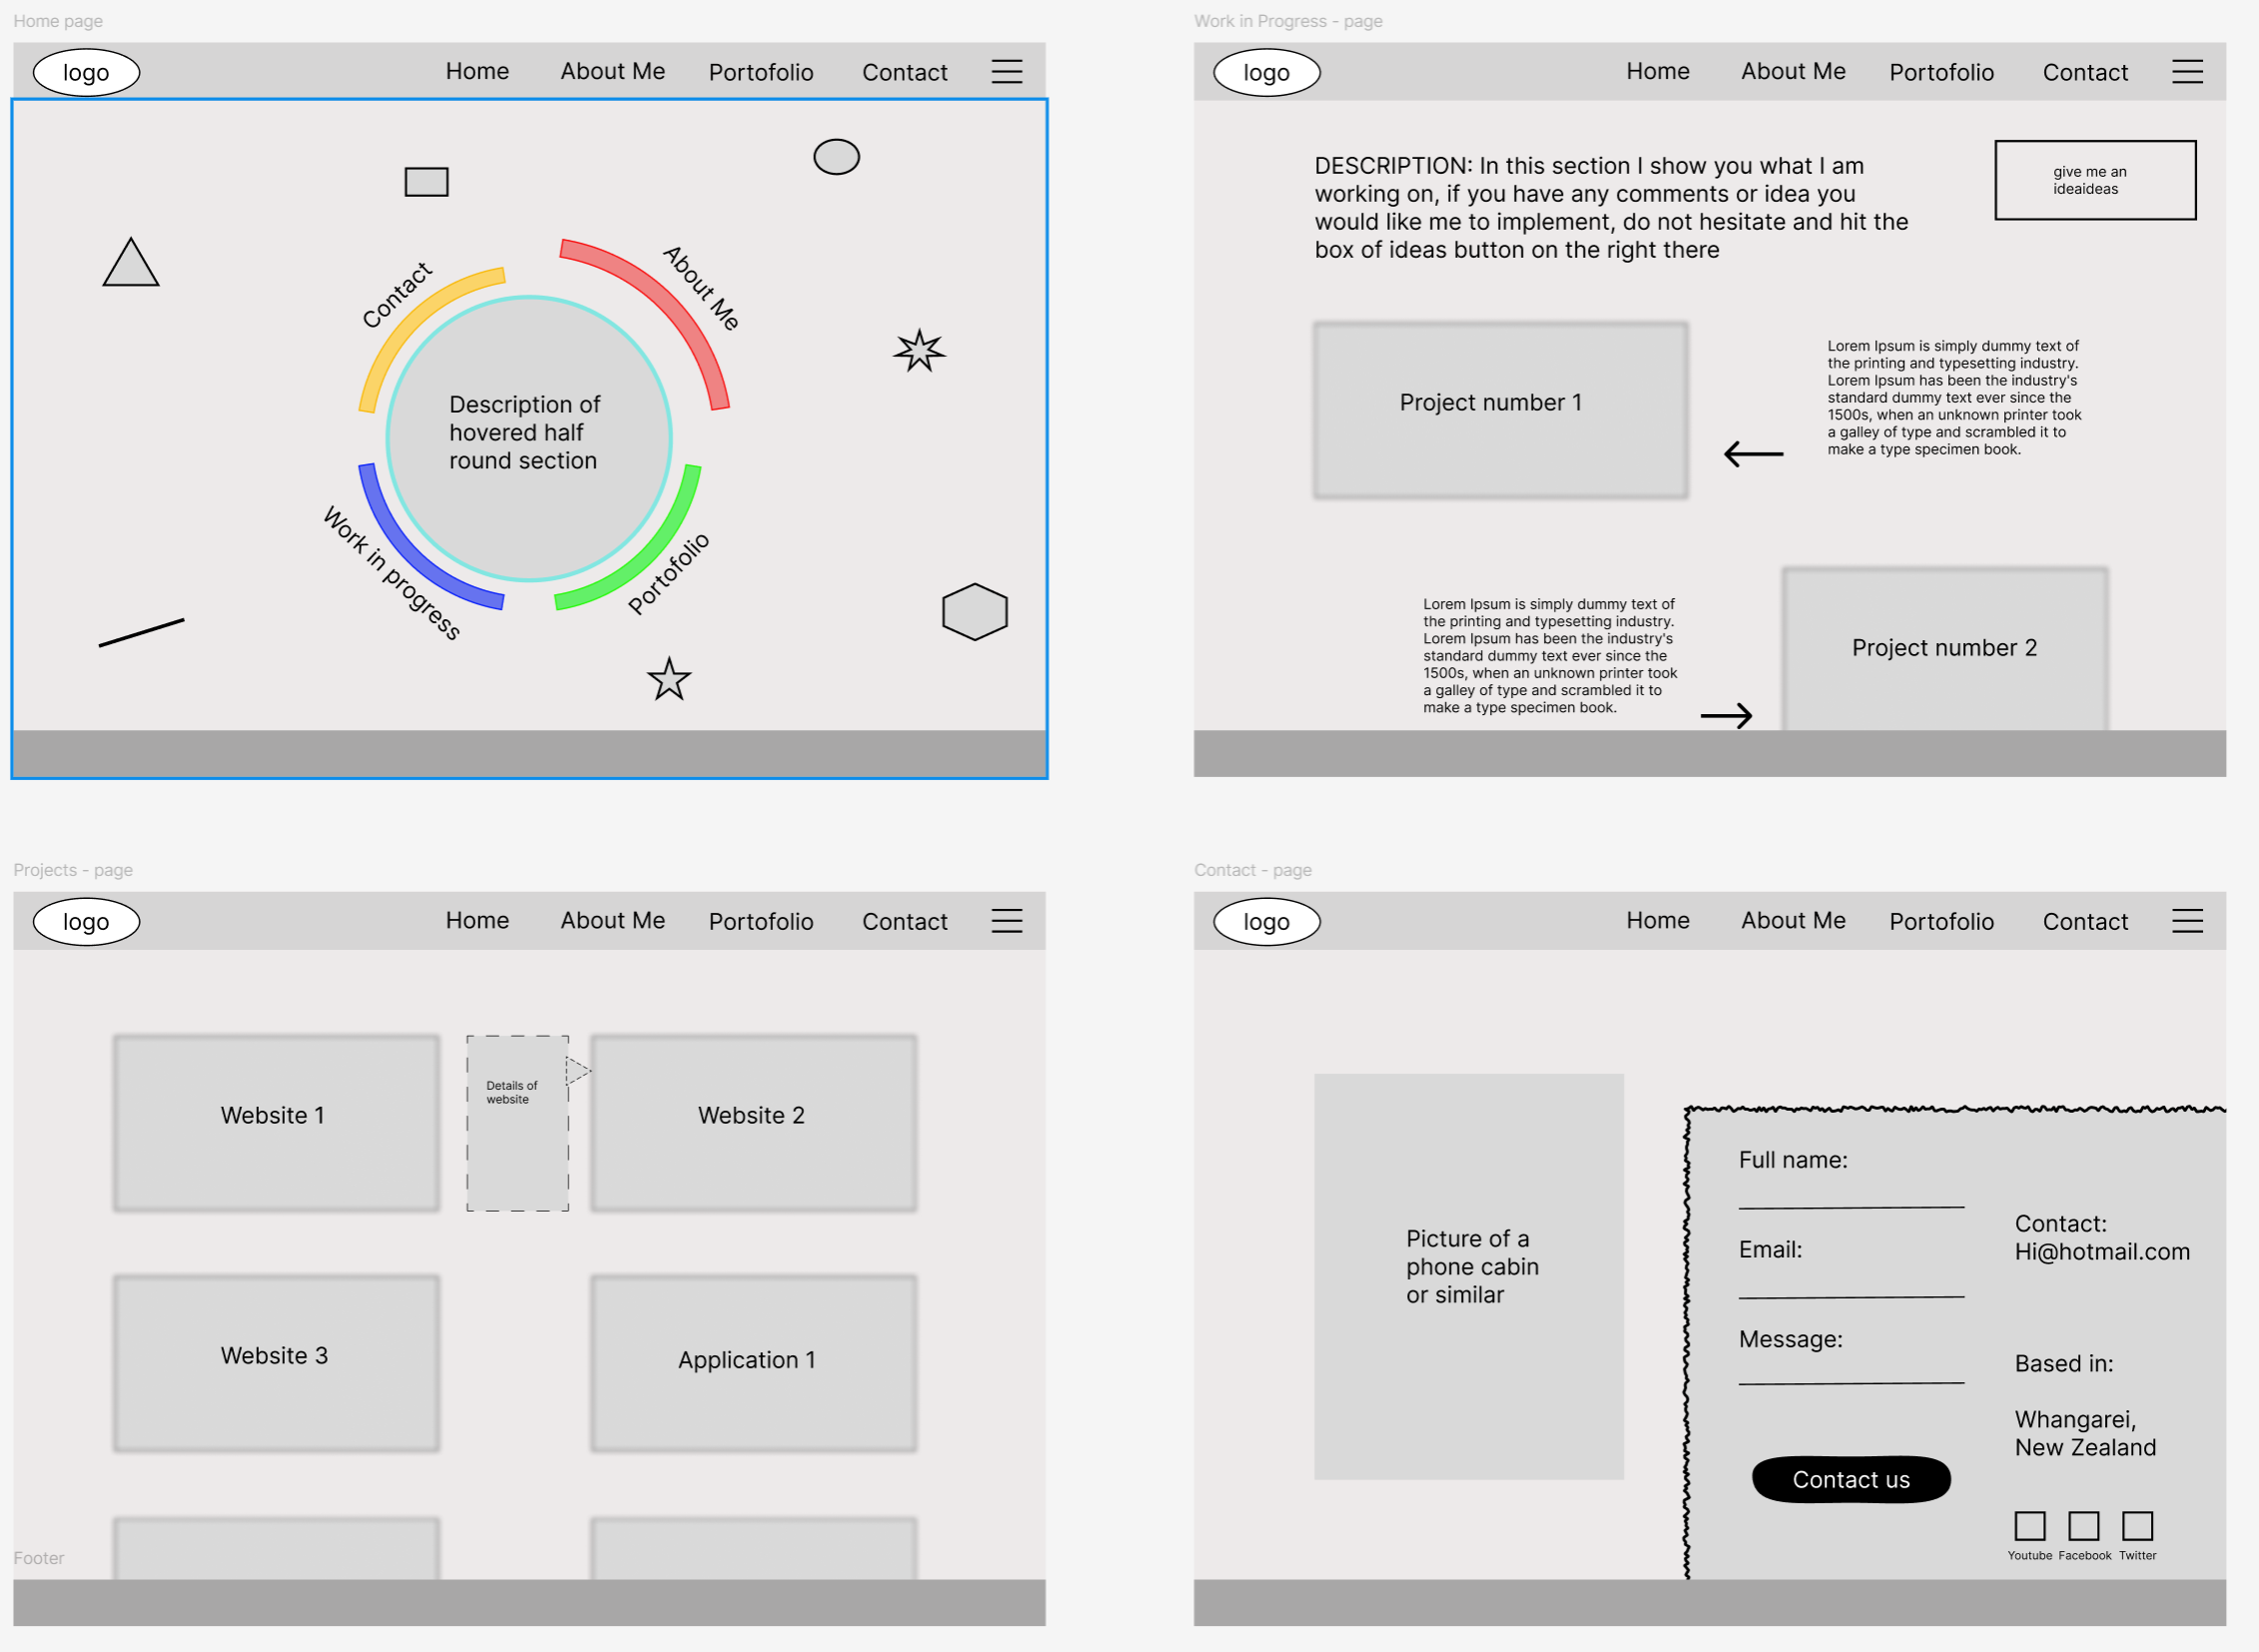 Home page
logo
Home
About Me
Portofolio
Contact
Contact
About Me
Description of
hovered half
round section
Work in progress
Portofolio
Work in Progress - page
logo
Home
About Me
Portofolio
Contact
DESCRIPTION: In this section I show you what I am
working on, if you have any comments or idea you
would like me to implement, do not hesitate and hit the
box of ideas button on the right there
give me an
ideaideas
Project number 1
Lorem Ipsum is simply dummy text of
the printing and typesetting industry.
Lorem Ipsum has been the industry's
standard dummy text ever since the
1500s, when an unknown printer took
a galley of type and scrambled it to
make a type specimen book.
Lorem Ipsum is simply dummy text of
the printing and typesetting industry.
Lorem Ipsum has been the industry's
standard dummy text ever since the
1500s, when an unknown printer took
a galley of type and scrambled it to
make a type specimen book.
Project number 2
Projects - page
logo
Home
About Me
Portofolio
Contact
Website 1
Details of
website
Website 2
Website 3
Application 1
Footer
Contact - page
logo
Home
About Me
Portofolio
Contact
Picture of a
phone cabin
or similar
Full name:
Email:
Message:
Contact us
Contact:
Hi@hotmail.com
Based in:
Whangarei,
New Zealand
Youtube
Facebook
Twitter